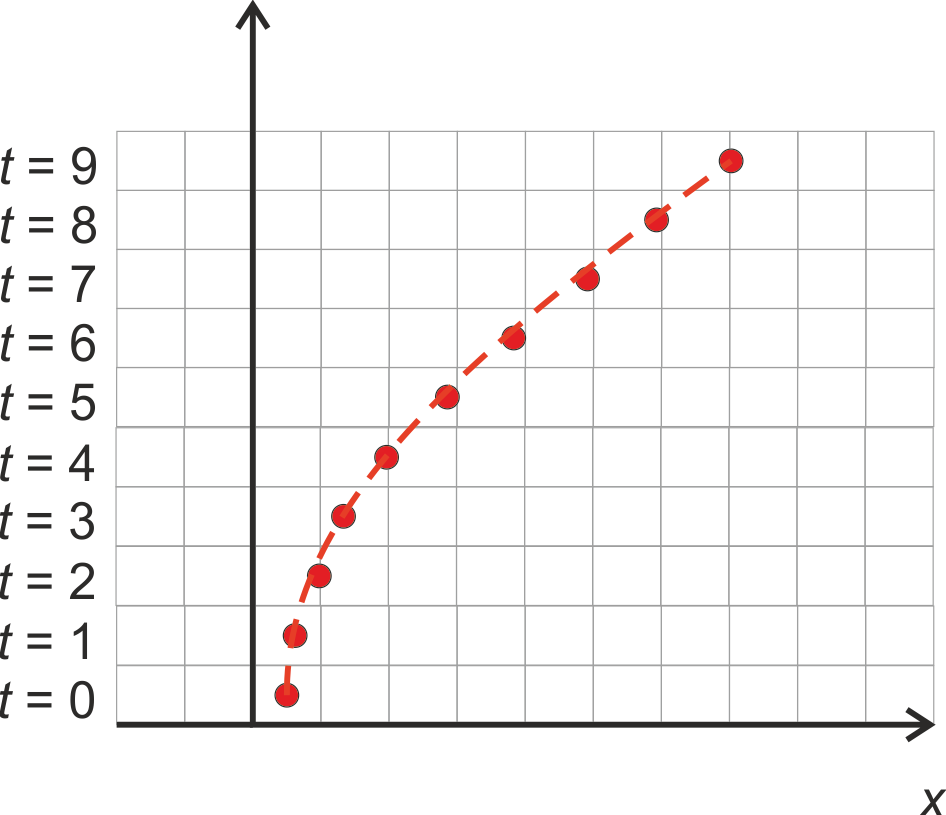 t = 9
t = 8
t = 7
t = 6
t = 5
t = 4
t = 3
t = 2
t = 1
t = 0
x